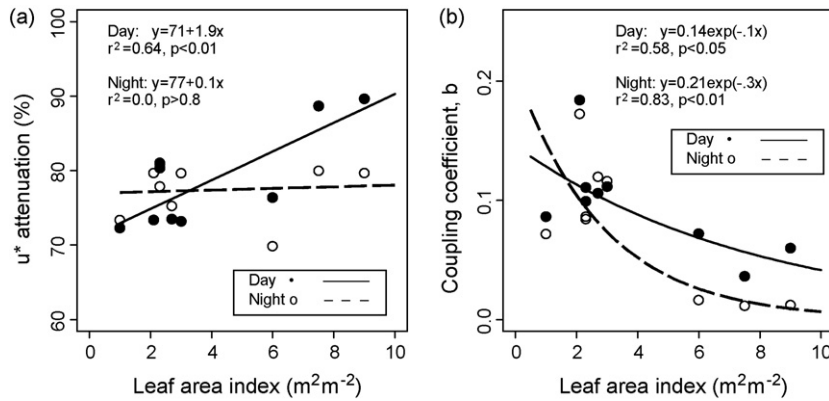 (a)
Day: y=71+1.9x
r²=0.64, p<0.01
Night: y=77+0.1x
r²=0.0, p>0.8
100
90
80
70
60
u* attenuation (%)
Day •
Night o
0 2 4 6 8 10
Leaf area index (m²m⁻²)
(b)
Day: y=0.14exp(-.1x)
r²=0.58, p<0.05
Night: y=0.21exp(-.3x)
r²=0.83, p<0.01
0.2
0.1
0.0
Coupling coefficient, b
Day •
Night o
0 2 4 6 8 10
Leaf area index (m²m⁻²)